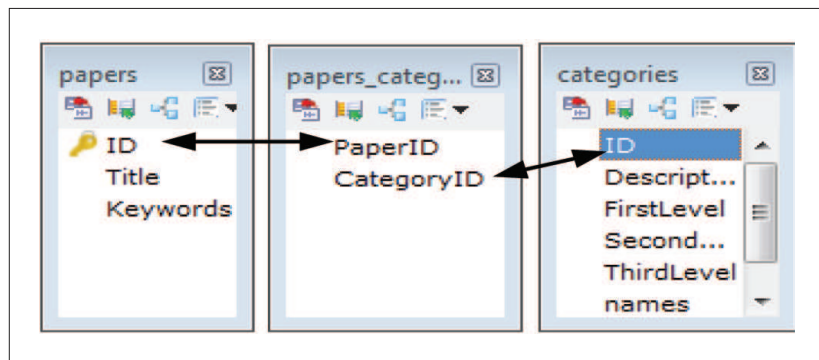 papers
ID
Title
Keywords
papers_categ...
PaperID
CategoryID
categories
ID
Descript...
FirstLevel
Second...
ThirdLevel
names